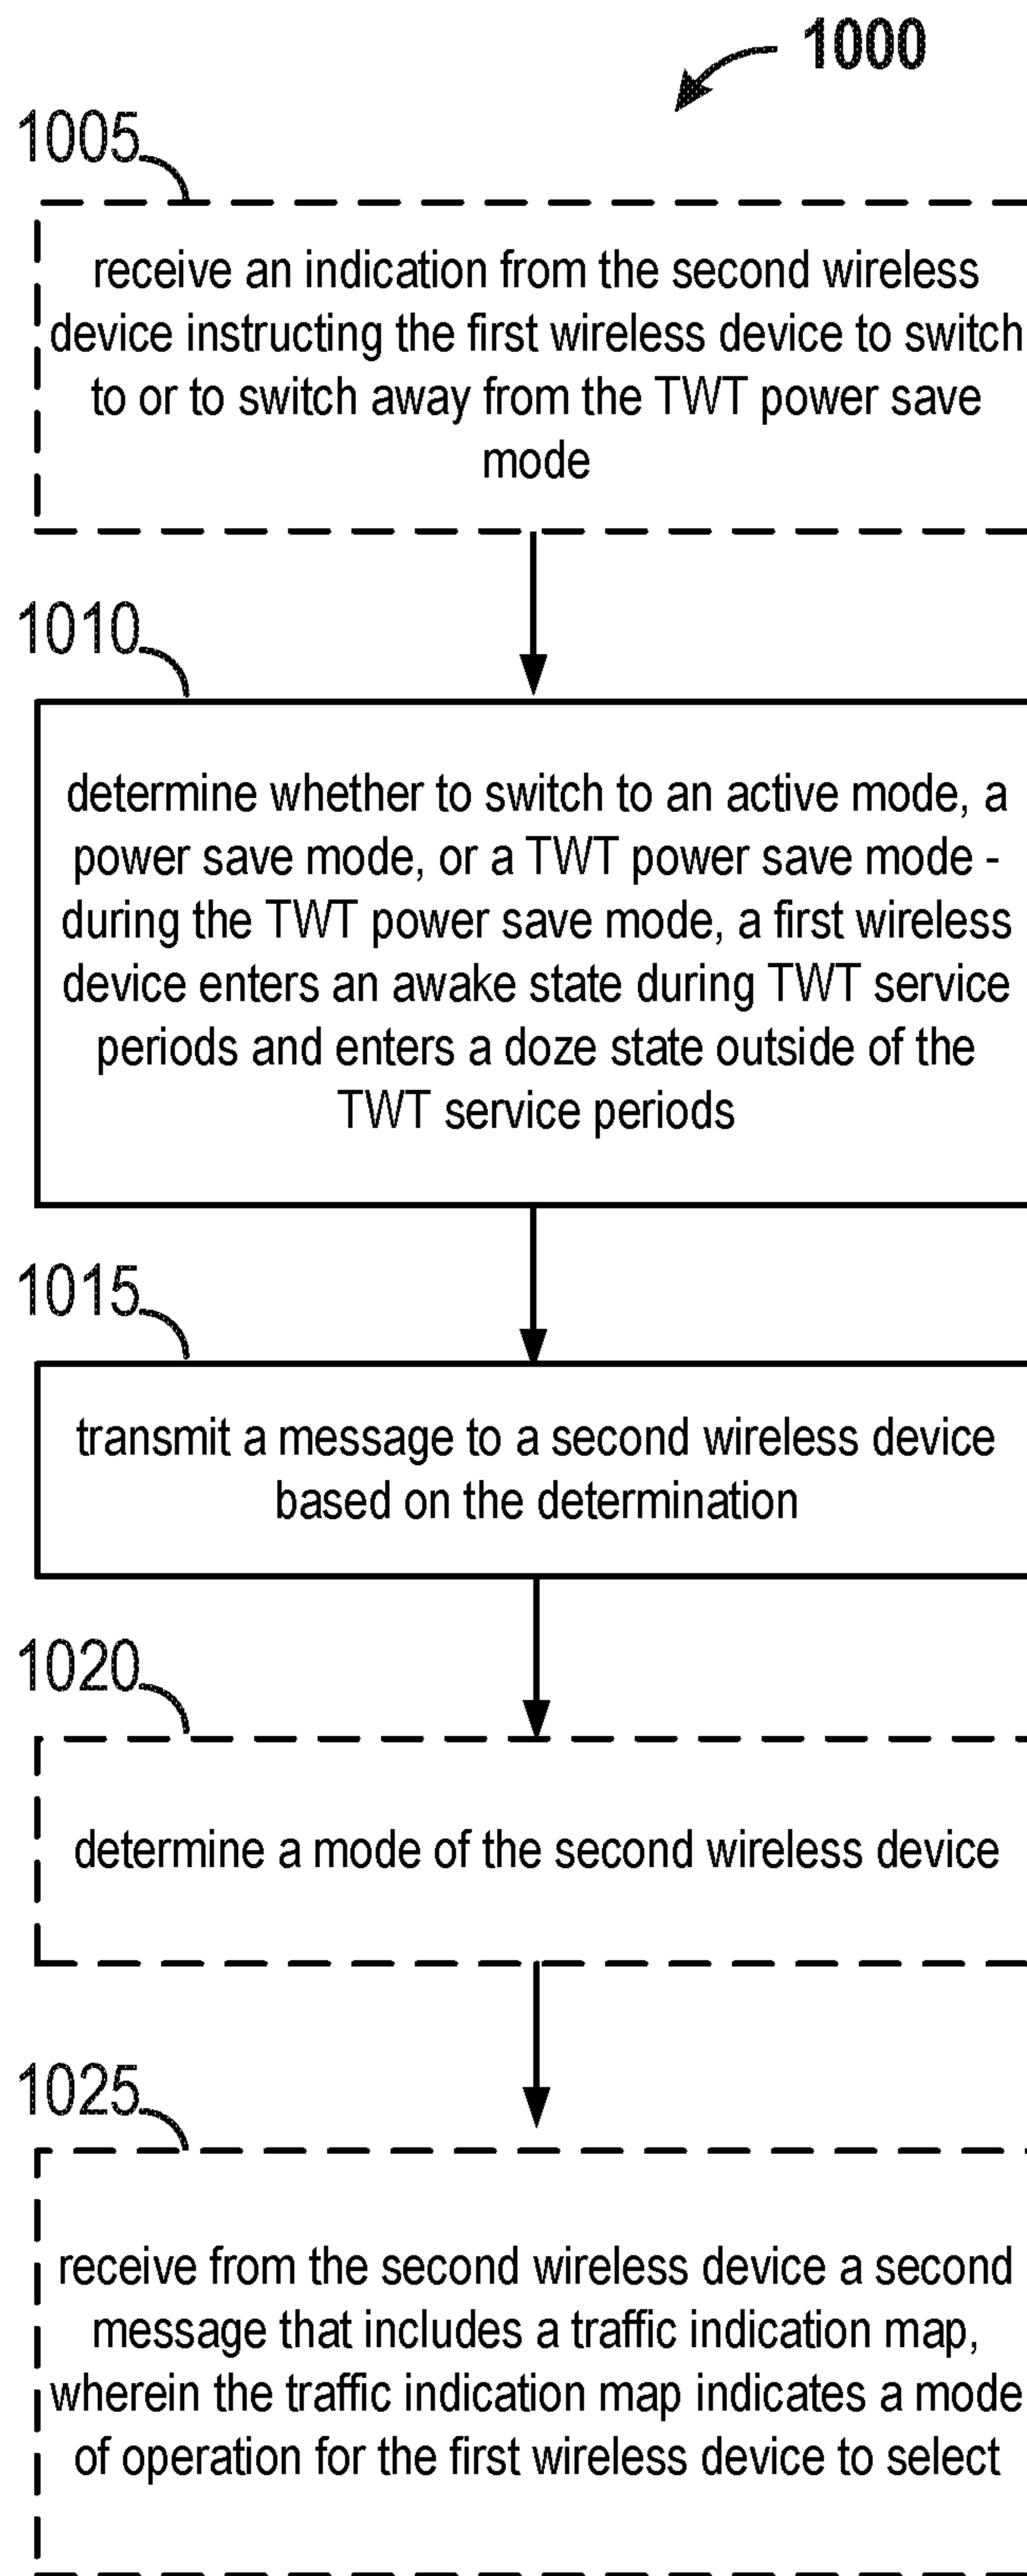 1000
1005
receive an indication from the second wireless
device instructing the first wireless device to switch
to or to switch away from the TWT power save
mode
1010
determine whether to switch to an active mode, a
power save mode, or a TWT power save mode -
during the TWT power save mode, a first wireless
device enters an awake state during TWT service
periods and enters a doze state outside of the
TWT service periods
1015
transmit a message to a second wireless device
based on the determination
1020
determine a mode of the second wireless device
1025
receive from the second wireless device a second
message that includes a traffic indication map,
wherein the traffic indication map indicates a mode
of operation for the first wireless device to select